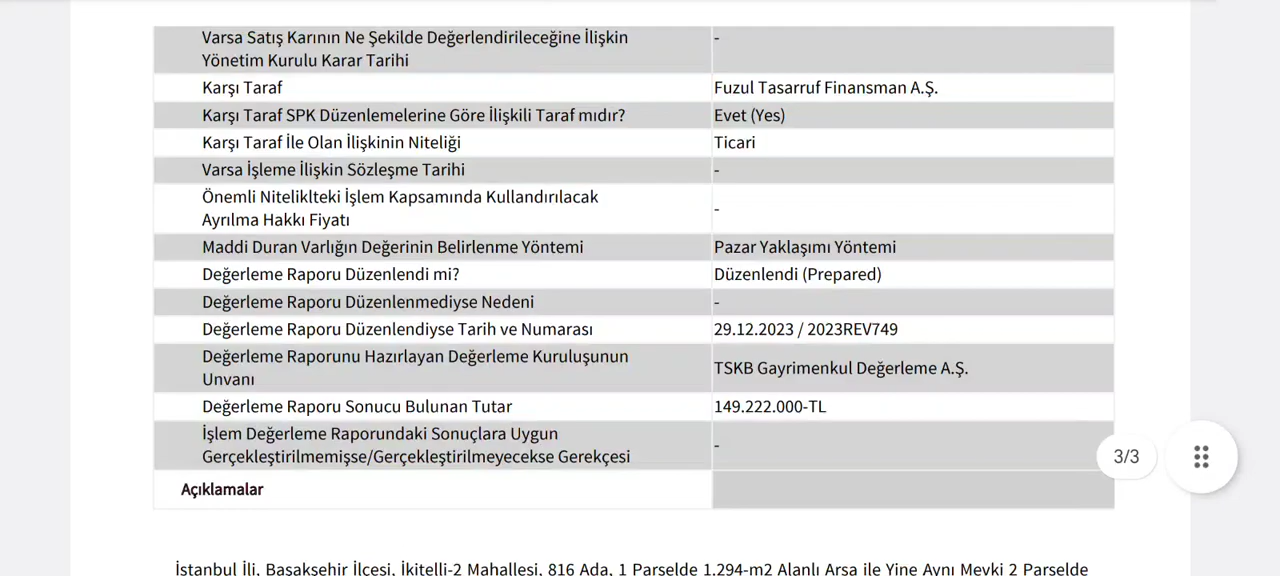 Varsa Satış Karının Ne Şekilde Değerlendirileceğine İlişkin
Yönetim Kurulu Karar Tarihi
-
Karşı Taraf
Fuzul Tasarruf Finansman A.Ş.
Karşı Taraf SPK Düzenlemelerine Göre İlişkili Taraf mıdır?
Evet (Yes)
Karşı Taraf İle Olan İlişkinin Niteliği
Ticari
Varsa İşleme İlişkin Sözleşme Tarihi
-
Önemli Niteliklteki İşlem Kapsamında Kullandırılacak
Ayrılma Hakkı Fiyatı
-
Maddi Duran Varlığın Değerinin Belirlenme Yöntemi
Pazar Yaklaşımı Yöntemi
Değerleme Raporu Düzenlendi mi?
Düzenlendi (Prepared)
Değerleme Raporu Düzenlenmediyse Nedeni
-
Değerleme Raporu Düzenlendiyse Tarih ve Numarası
29.12.2023 / 2023REV749
Değerleme Raporunu Hazırlayan Değerleme Kuruluşunun
Unvanı
TSKB Gayrimenkul Değerleme A.Ş.
Değerleme Raporu Sonucu Bulunan Tutar
149.222.000-TL
İşlem Değerleme Raporundaki Sonuçlara Uygun
Gerçekleştirilmemişse/Gerçekleştirilmeyecekse Gerekçesi
-
3/3
Açıklamalar
İstanbul İli, Başakşehir İlçesi, İkitelli-2 Mahallesi, 816 Ada, 1 Parselde 1.294-m2 Alanlı Arsa ile Yine Aynı Mevki 2 Parselde